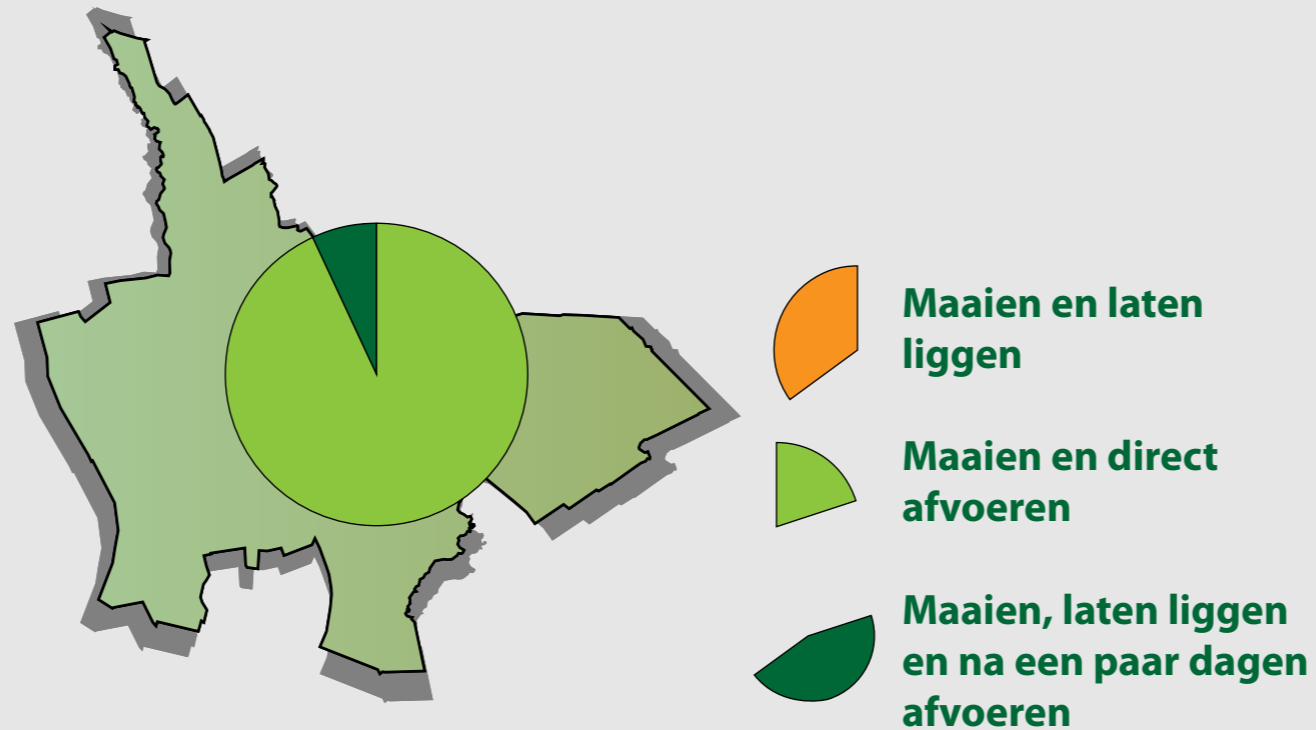 Maaien en laten
liggen
Maaien en direct
afvoeren
Maaien, laten liggen
en na een paar dagen
afvoeren